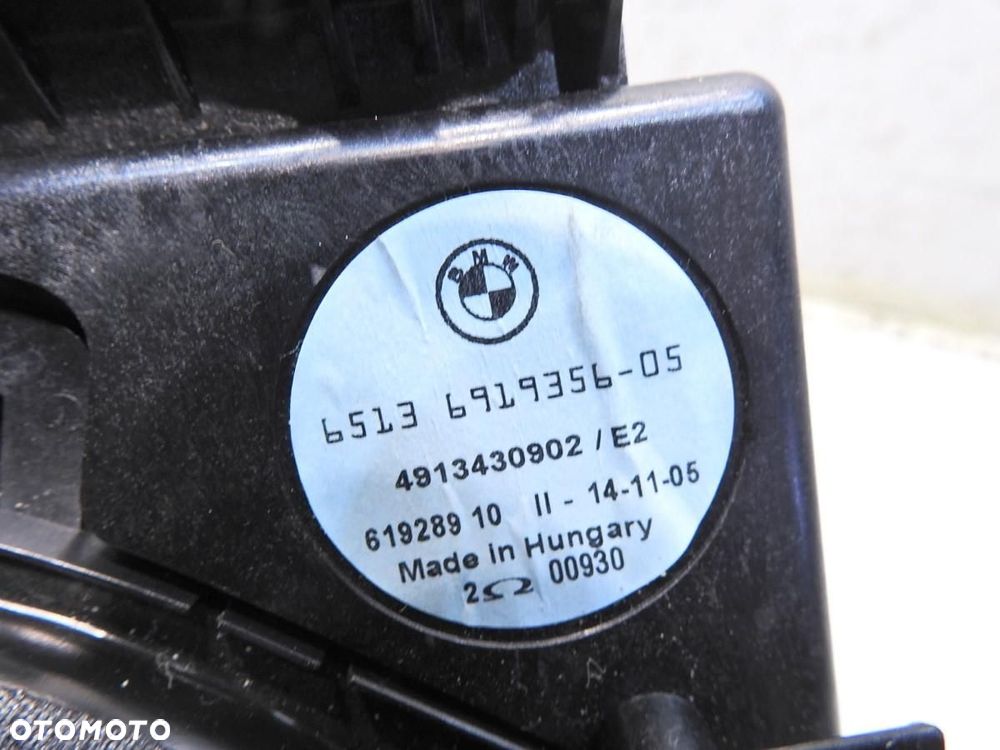 BMW
6513 6919356-05
4913430902 / E2
619289 10 II - 14-11-05
Made in Hungary
2Ω 00930
OTOMOTO